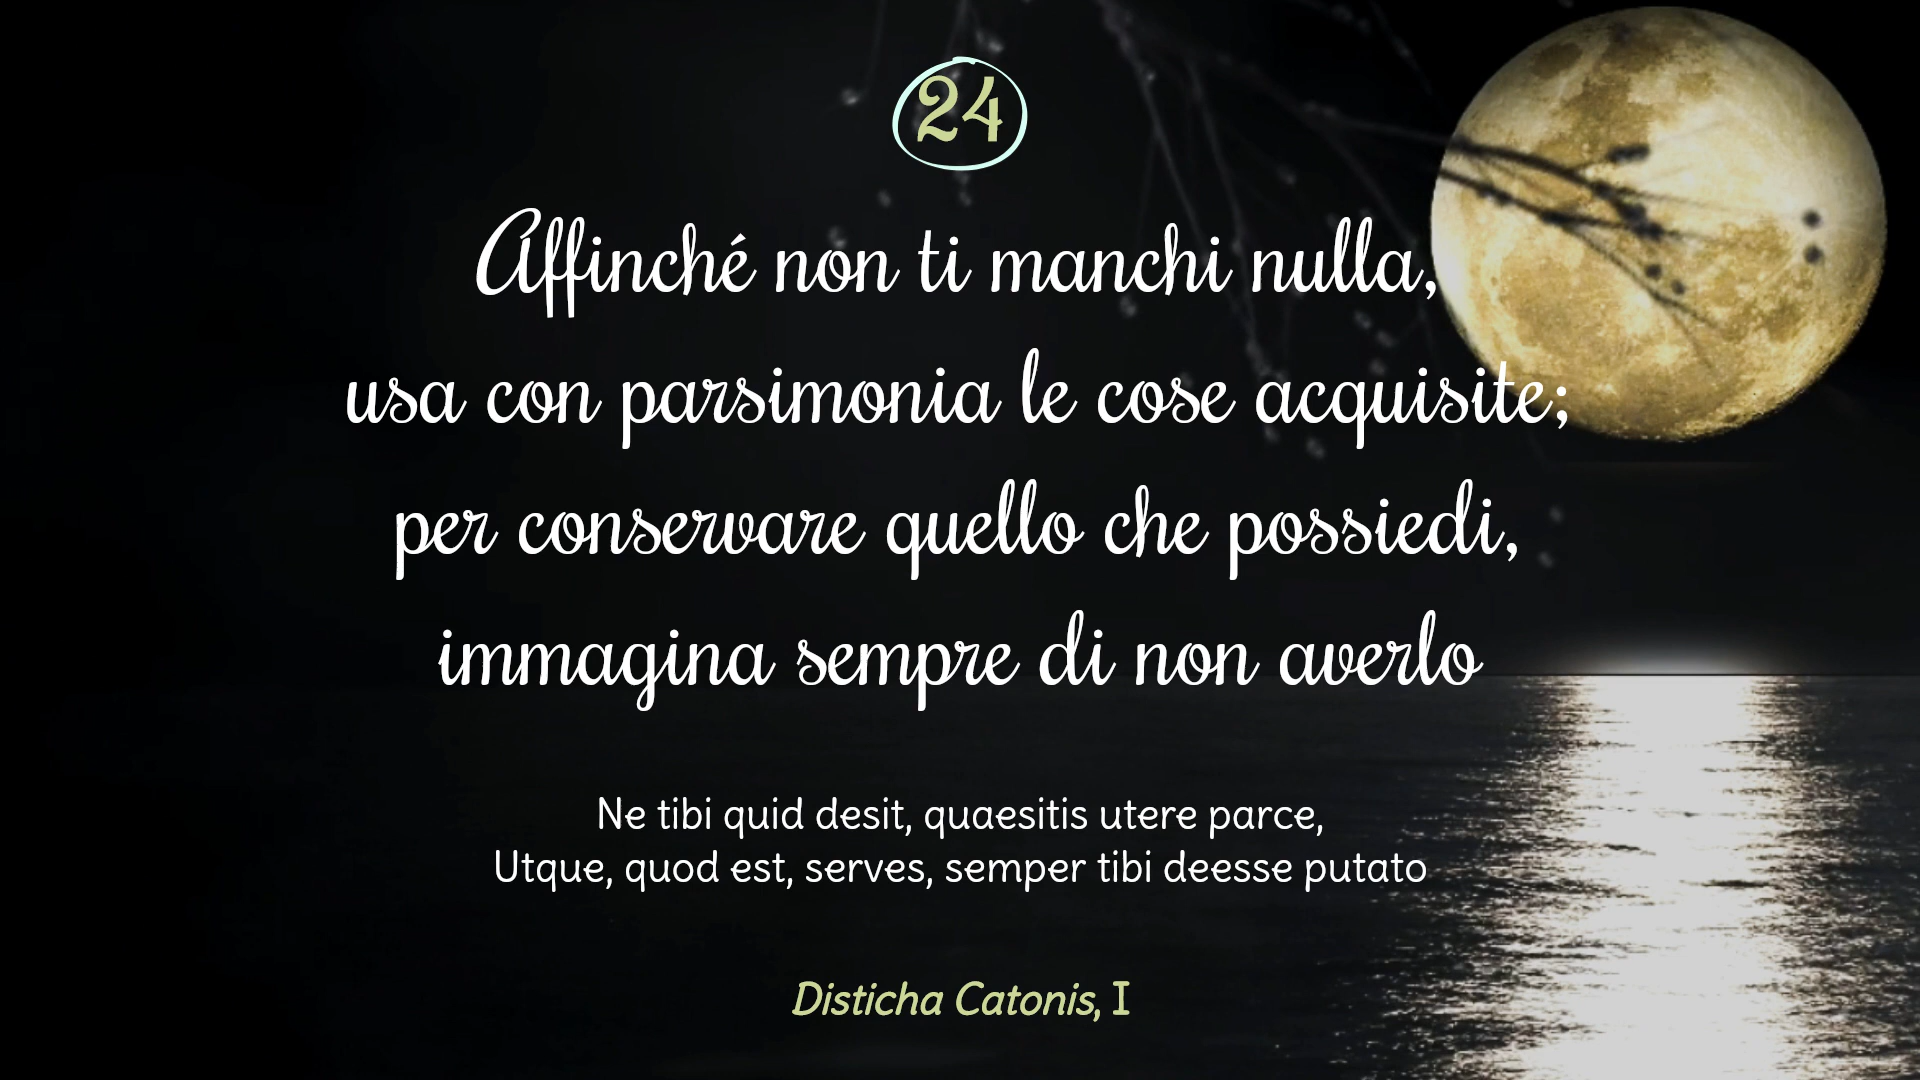 24
Affinché non ti manchi nulla,
usa con parsimonia le cose acquisite;
per conservare quello che possiedi,
immagina sempre di non averlo
Ne tibi quid desit, quaesitis utere parce,
Utque, quod est, serves, semper tibi deesse putato
Disticha Catonis, I